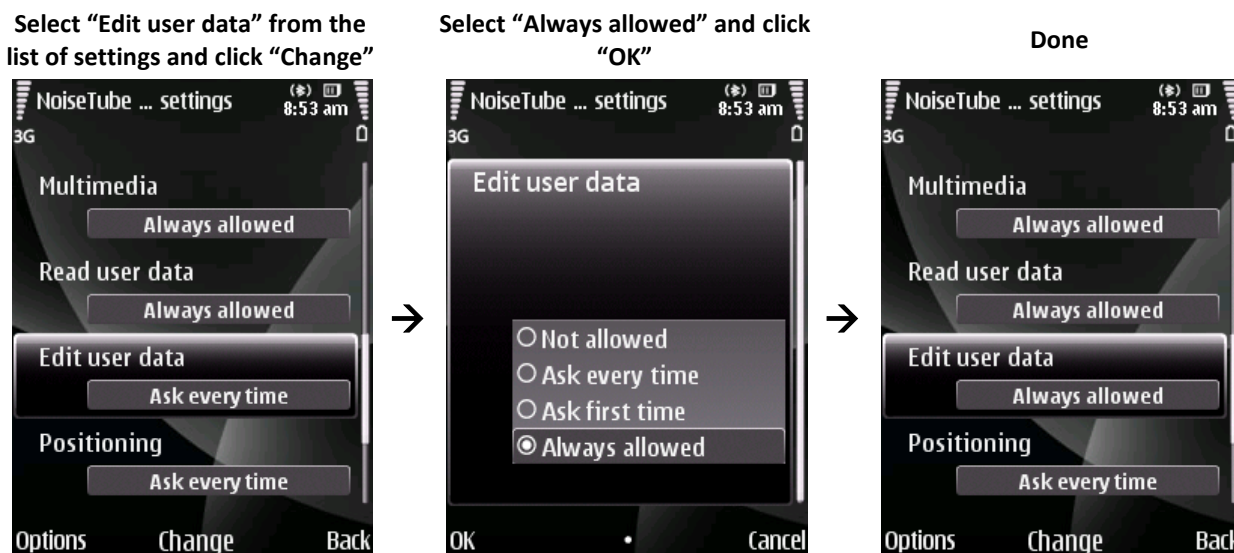 Select “Edit user data” from the
list of settings and click “Change”
NoiseTube ... settings
8:53 am
3G
Multimedia
Always allowed
Read user data
Always allowed
Edit user data
Ask every time
Positioning
Ask every time
Options Change Back
→
Select “Always allowed” and click
“OK”
NoiseTube ... settings
8:53 am
3G
Edit user data
Not allowed
Ask every time
Ask first time
Always allowed
OK Cancel
→
Done
NoiseTube ... settings
8:53 am
3G
Multimedia
Always allowed
Read user data
Always allowed
Edit user data
Always allowed
Positioning
Ask every time
Options Change Back